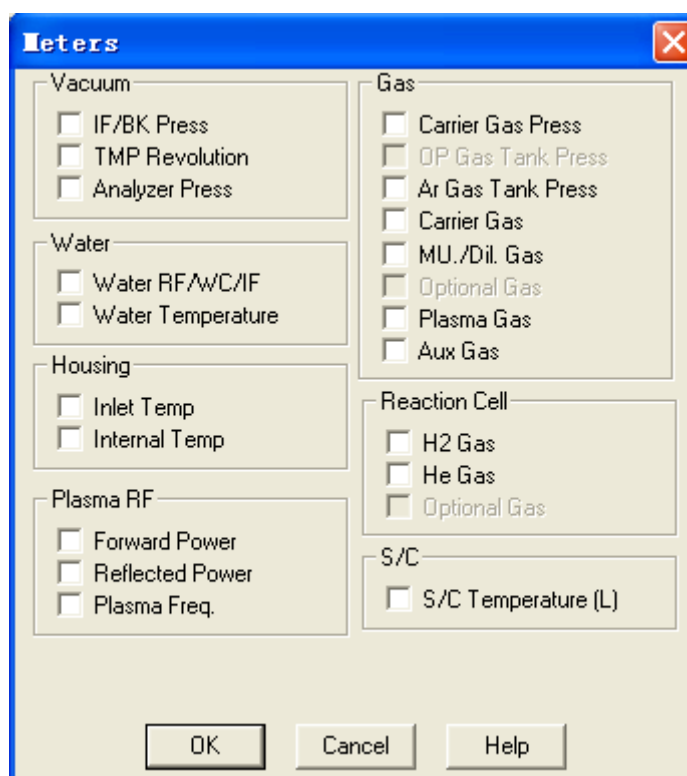 Meters
Vacuum
IF/BK Press
TMP Revolution
Analyzer Press
Water
Water RF/WC/IF
Water Temperature
Housing
Inlet Temp
Internal Temp
Plasma RF
Forward Power
Reflected Power
Plasma Freq.
Gas
Carrier Gas Press
OP Gas Tank Press
Ar Gas Tank Press
Carrier Gas
MU./Dil. Gas
Optional Gas
Plasma Gas
Aux Gas
Reaction Cell
H2 Gas
He Gas
Optional Gas
S/C
S/C Temperature (L)
OK
Cancel
Help